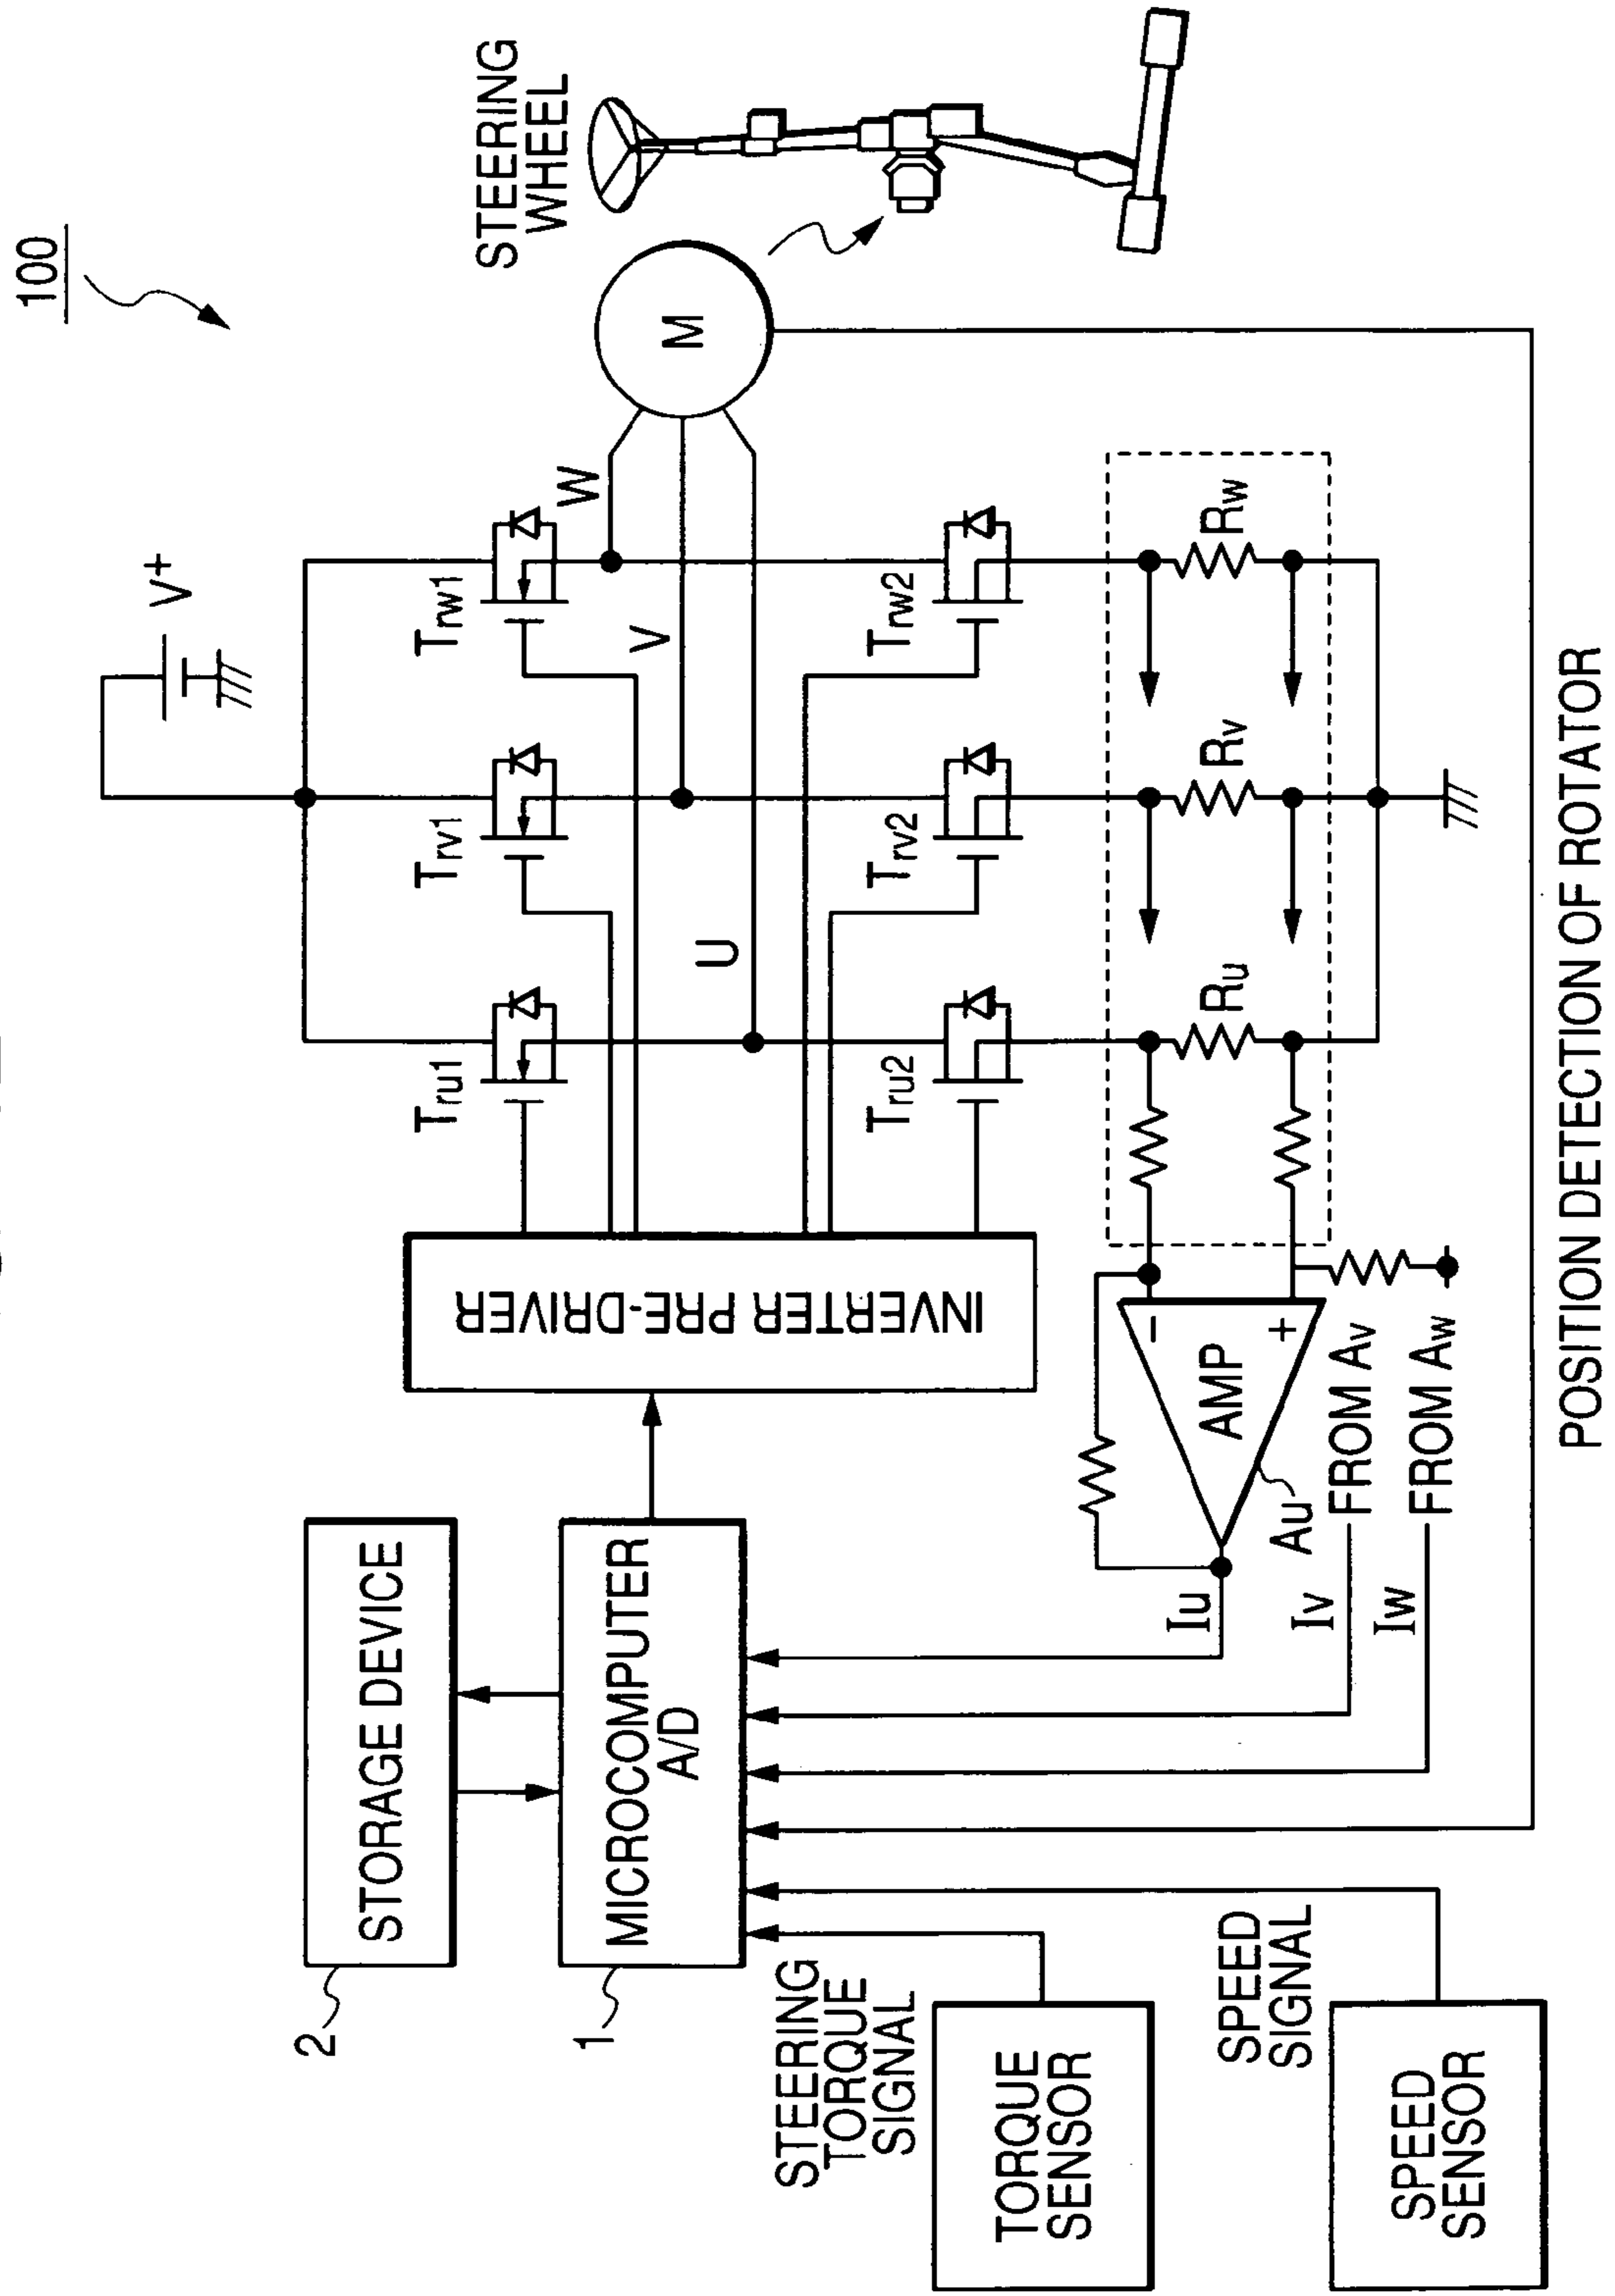 100
V+
STEERING
WHEEL
STORAGE DEVICE
2
MICROCOMPUTER
A/D
1
INVERTER PRE-DRIVER
Tru1
Trv1
Trw1
W
V
U
M
Tru2
Trv2
Trw2
Ru
Rv
Rw
AMP
-
+
Au
Iu
Iv
FROM Av
Iw
FROM Aw
STEERING
TORQUE
SIGNAL
TORQUE
SENSOR
SPEED
SIGNAL
SPEED
SENSOR
POSITION DETECTION OF ROTATOR